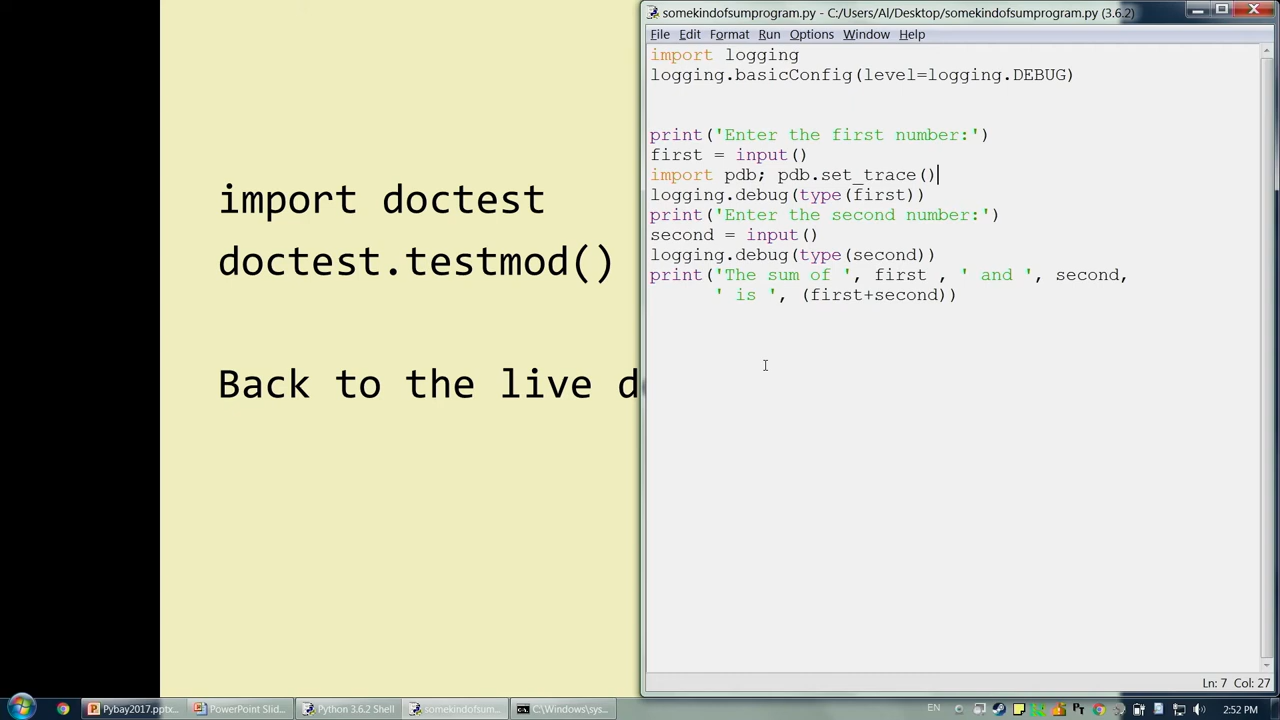 import doctest
doctest.testmod()
Back to the live
somekindofsumprogram.py - C:/Users/Al/Desktop/somekindofsumprogram.py (3.6.2)
File Edit Format Run Options Window Help
import logging
logging.basicConfig(level=logging.DEBUG)
print('Enter the first number:')
first = input()
import pdb; pdb.set_trace()
logging.debug(type(first))
print('Enter the second number:')
second = input()
logging.debug(type(second))
print('The sum of ', first , ' and ', second,
' is ', (first+second))
Ln: 7 Col: 27
Pybay2017.pptx... PowerPoint Slid... Python 3.6.2 Shell somekindofsum... C:\Windows\sys... EN 2:52 PM